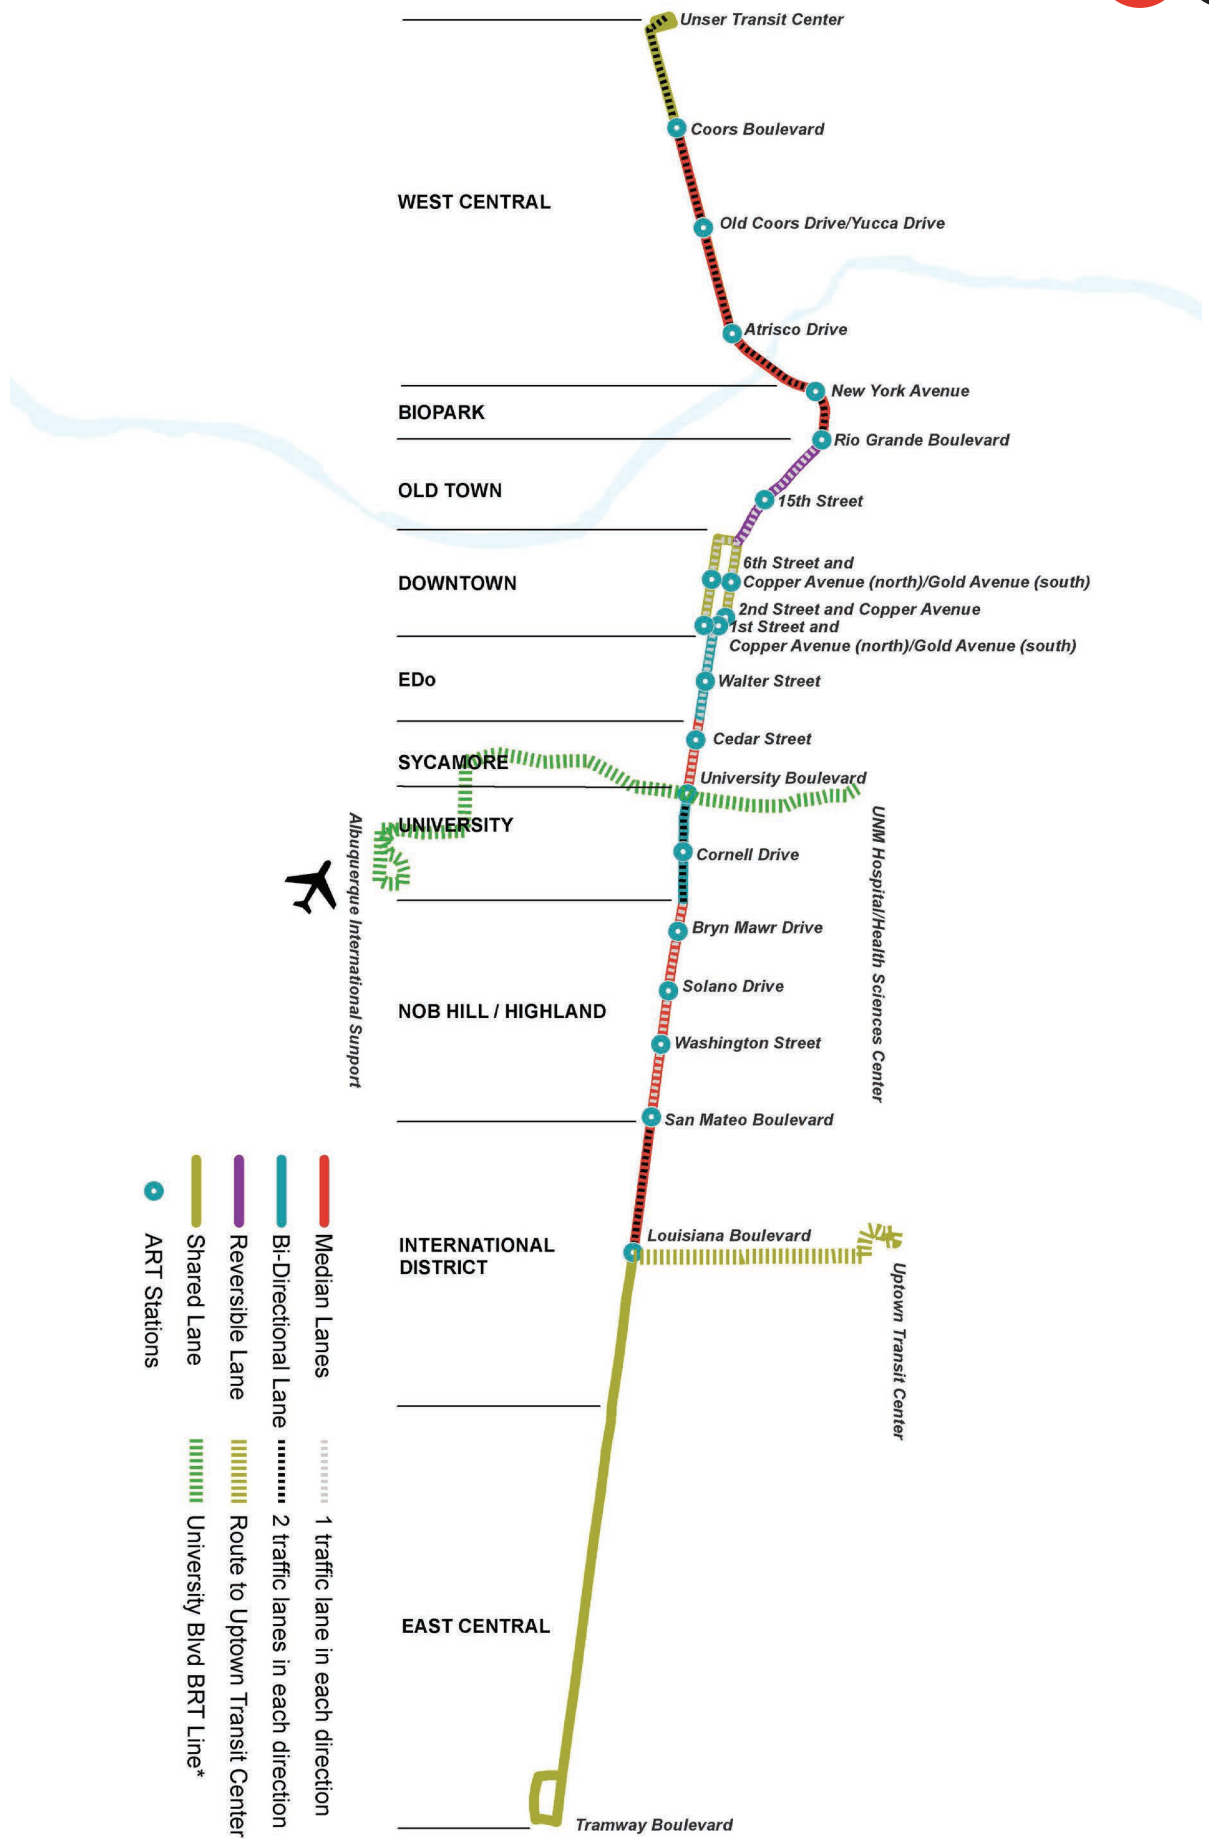 Unser Transit Center
Coors Boulevard
WEST CENTRAL
Old Coors Drive/Yucca Drive
Atrisco Drive
New York Avenue
BIOPARK
Rio Grande Boulevard
OLD TOWN
15th Street
6th Street and
Copper Avenue (north)/Gold Avenue (south)
DOWNTOWN
2nd Street and Copper Avenue
1st Street and
Copper Avenue (north)/Gold Avenue (south)
EDo
Walter Street
Cedar Street
SYCAMORE
University Boulevard
UNIVERSITY
Cornell Drive
Albuquerque International Sunport
UNM Hospital/Health Sciences Center
Bryn Mawr Drive
Solano Drive
NOB HILL / HIGHLAND
Washington Street
San Mateo Boulevard
Louisiana Boulevard
INTERNATIONAL
DISTRICT
Uptown Transit Center
EAST CENTRAL
Tramway Boulevard
Median Lanes
Bi-Directional Lane
Reversible Lane
Shared Lane
ART Stations
1 traffic lane in each direction
2 traffic lanes in each direction
Route to Uptown Transit Center
University Blvd BRT Line*